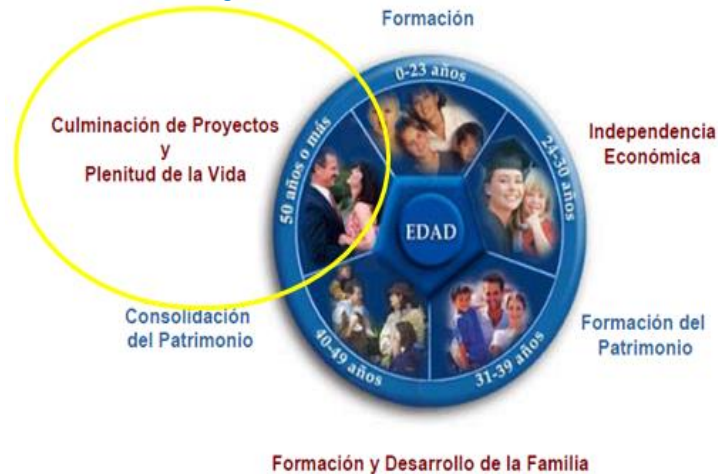 Formación
0-23 años
Culminación de Proyectos
y
Plenitud de la Vida
50 años o más
24-30 años
Independencia
Económica
EDAD
Consolidación
del Patrimonio
40-49 años
31-39 años
Formación del
Patrimonio
Formación y Desarrollo de la Familia